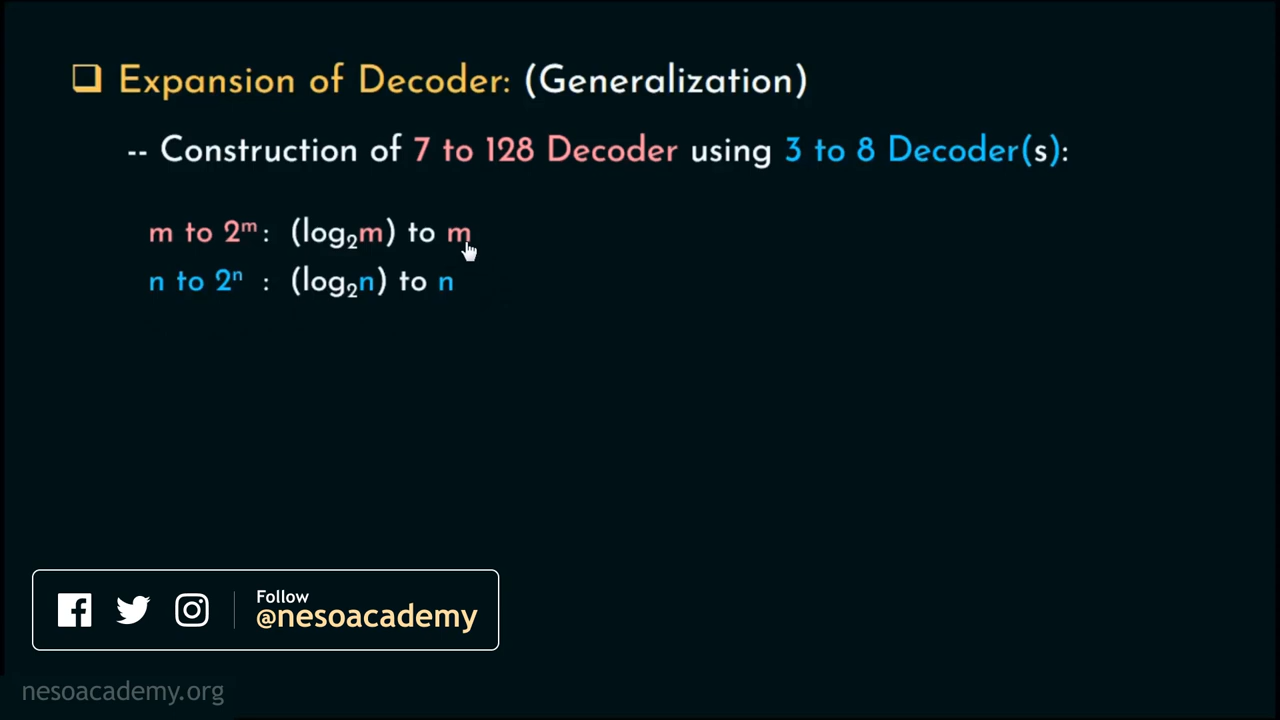 Expansion of Decoder: (Generalization)
-- Construction of 7 to 128 Decoder using 3 to 8 Decoder(s):
m to 2ᵐ : (log₂m) to m
n to 2ⁿ : (log₂n) to n
Follow
@nesoacademy
nesoacademy.org